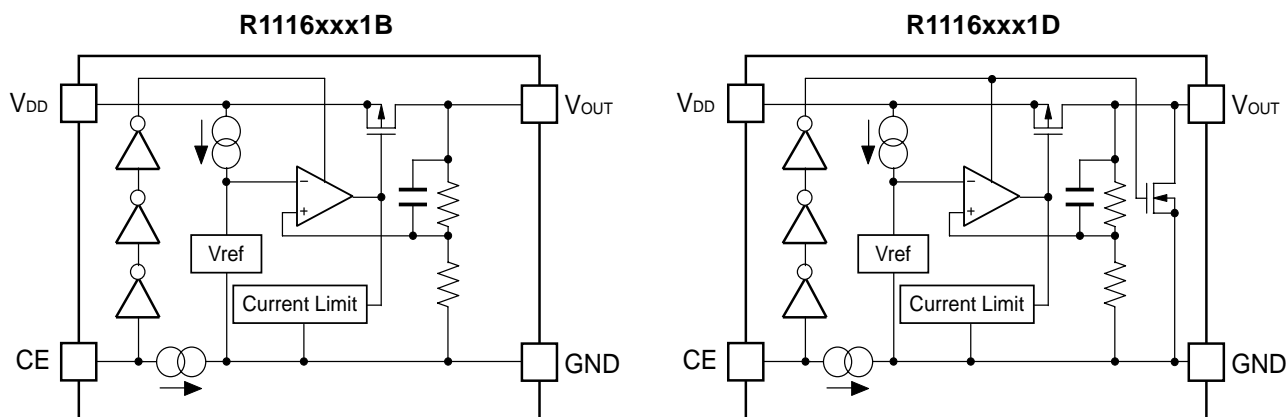 R1116xxx1B
VDD
VOUT
−
+
Vref
Current Limit
CE
GND
R1116xxx1D
VDD
VOUT
−
+
Vref
Current Limit
CE
GND